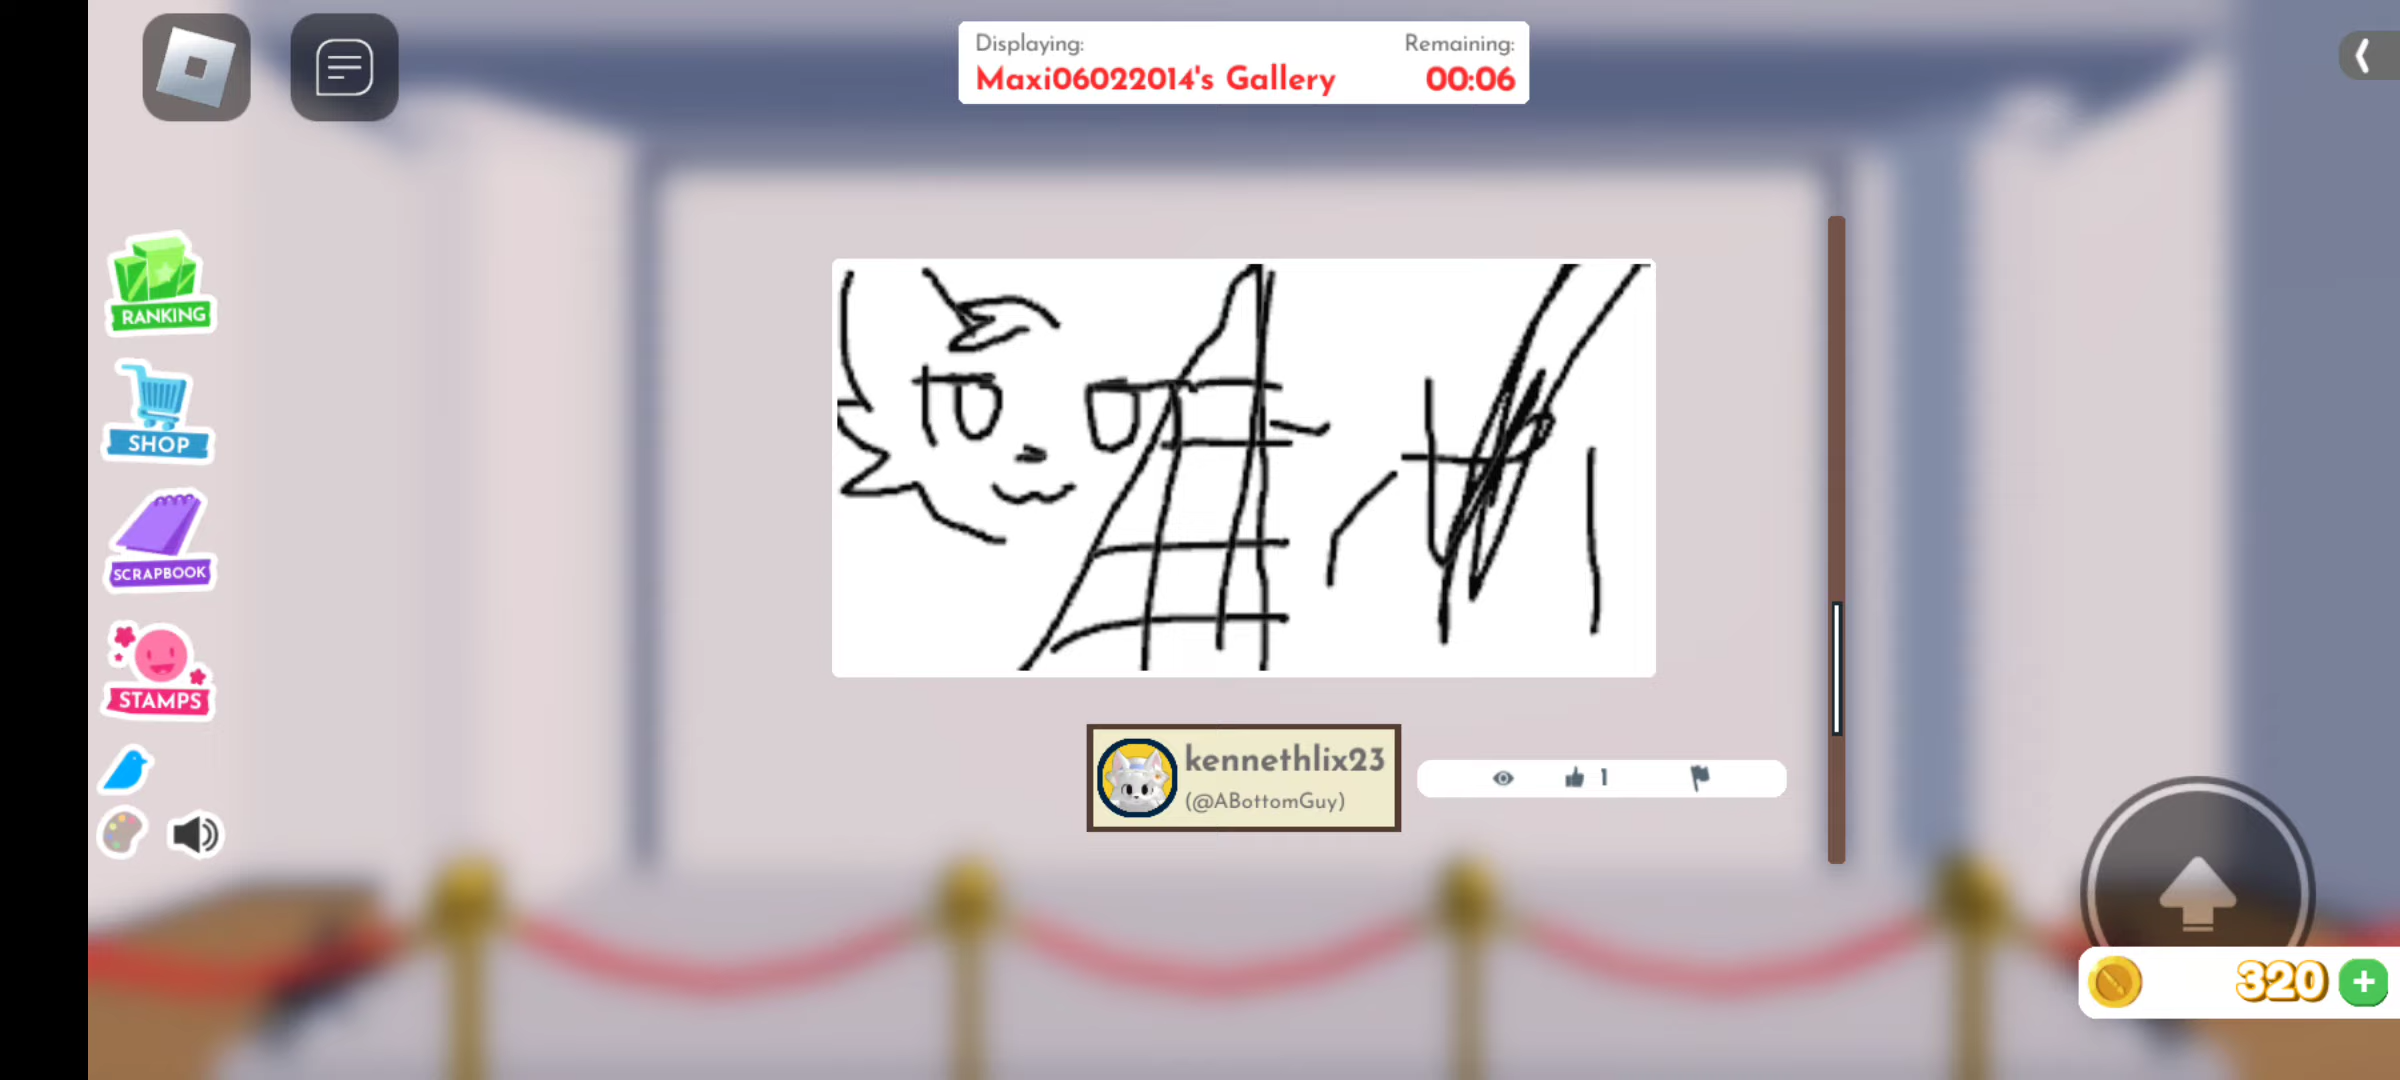 Displaying:
Remaining:
Maxi06022014's Gallery
00:06
RANKING
SHOP
SCRAPBOOK
STAMPS
kennethlix23
(@ABottomGuy)
1
320